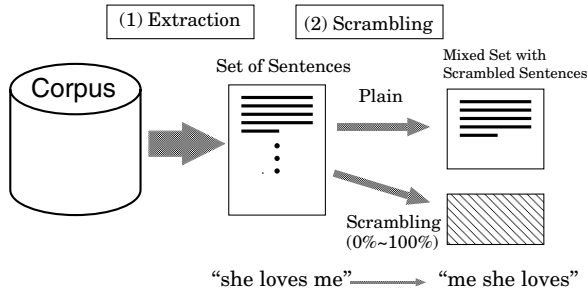 (1) Extraction
(2) Scrambling
Corpus
Set of Sentences
Plain
Mixed Set with
Scrambled Sentences
Scrambling
(0%~100%)
“she loves me”
“me she loves”